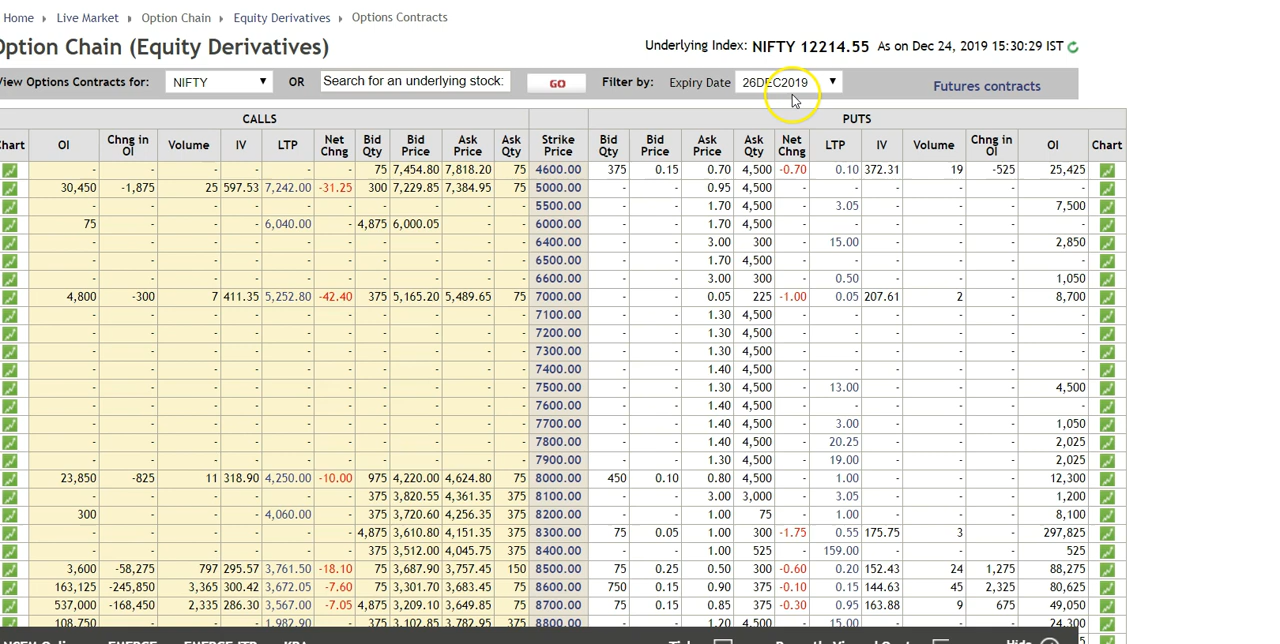 Home ▸ Live Market ▸ Option Chain ▸ Equity Derivatives ▸ Options Contracts
Option Chain (Equity Derivatives)
Underlying Index: NIFTY 12214.55 As on Dec 24, 2019 15:30:29 IST
View Options Contracts for: NIFTY OR Search for an underlying stock: GO Filter by: Expiry Date 26DEC2019 Futures contracts
CALLS PUTS
Chart OI Chng in OI Volume IV LTP Net Chng Bid Qty Bid Price Ask Price Ask Qty Strike Price Bid Qty Bid Price Ask Price Ask Qty Net Chng LTP IV Volume Chng in OI OI Chart
- - - - - - 75 7,454.80 7,818.20 75 4600.00 375 0.15 0.70 4,500 -0.70 0.10 372.31 19 -525 25,425
30,450 -1,875 25 597.53 7,242.00 -31.25 300 7,229.85 7,384.95 75 5000.00 - - 0.95 4,500 - - - - - -
- - - - - - - - - - 5500.00 - - 1.70 4,500 - 3.05 - - - 7,500
75 - - - 6,040.00 - 4,875 6,000.05 - - 6000.00 - - 1.70 4,500 - - - - - -
- - - - - - - - - - 6400.00 - - 3.00 300 - 15.00 - - - 2,850
- - - - - - - - - - 6500.00 - - 1.70 4,500 - - - - - -
- - - - - - - - - - 6600.00 - - 3.00 300 - 0.50 - - - 1,050
4,800 -300 7 411.35 5,252.80 -42.40 375 5,165.20 5,489.65 75 7000.00 - - 0.05 225 -1.00 0.05 207.61 2 - 8,700
- - - - - - - - - - 7100.00 - - 1.30 4,500 - - - - - -
- - - - - - - - - - 7200.00 - - 1.30 4,500 - - - - - -
- - - - - - - - - - 7300.00 - - 1.30 4,500 - - - - - -
- - - - - - - - - - 7400.00 - - 1.40 4,500 - - - - - -
- - - - - - - - - - 7500.00 - - 1.30 4,500 - 13.00 - - - 4,500
- - - - - - - - - - 7600.00 - - 1.40 4,500 - - - - - -
- - - - - - - - - - 7700.00 - - 1.40 4,500 - 3.00 - - - 1,050
- - - - - - - - - - 7800.00 - - 1.40 4,500 - 20.25 - - - 2,025
- - - - - - - - - - 7900.00 - - 1.30 4,500 - 19.00 - - - 2,025
23,850 -825 11 318.90 4,250.00 -10.00 975 4,220.00 4,624.80 75 8000.00 450 0.10 0.80 4,500 - 1.00 - - - 12,300
- - - - - - 375 3,820.55 4,361.35 375 8100.00 - - 3.00 3,000 - 3.05 - - - 1,200
300 - - - 4,060.00 - 375 3,720.60 4,256.35 375 8200.00 - - 1.00 75 - 1.00 - - - 8,100
- - - - - - 4,875 3,610.80 4,151.35 375 8300.00 75 0.05 1.00 300 -1.75 0.55 175.75 3 - 297,825
- - - - - - 375 3,512.00 4,045.75 375 8400.00 - - 1.00 525 - 159.00 - - - 525
3,600 -58,275 797 295.57 3,761.50 -18.10 75 3,687.90 3,757.45 150 8500.00 75 0.25 0.50 300 -0.60 0.20 152.43 24 1,275 88,275
163,125 -245,850 3,365 300.42 3,672.05 -7.60 75 3,301.70 3,683.45 75 8600.00 750 0.15 0.90 375 -0.10 0.15 144.63 45 2,325 80,625
537,000 -168,450 2,335 286.30 3,567.00 -7.05 4,875 3,209.10 3,649.85 75 8700.00 75 0.15 0.85 375 -0.30 0.95 163.88 9 675 49,050
108,750 - - - 1,982.90 - 375 3,102.85 3,782.95 375 8800.00 - - 1.20 4,500 - 15.00 - - - 24,300